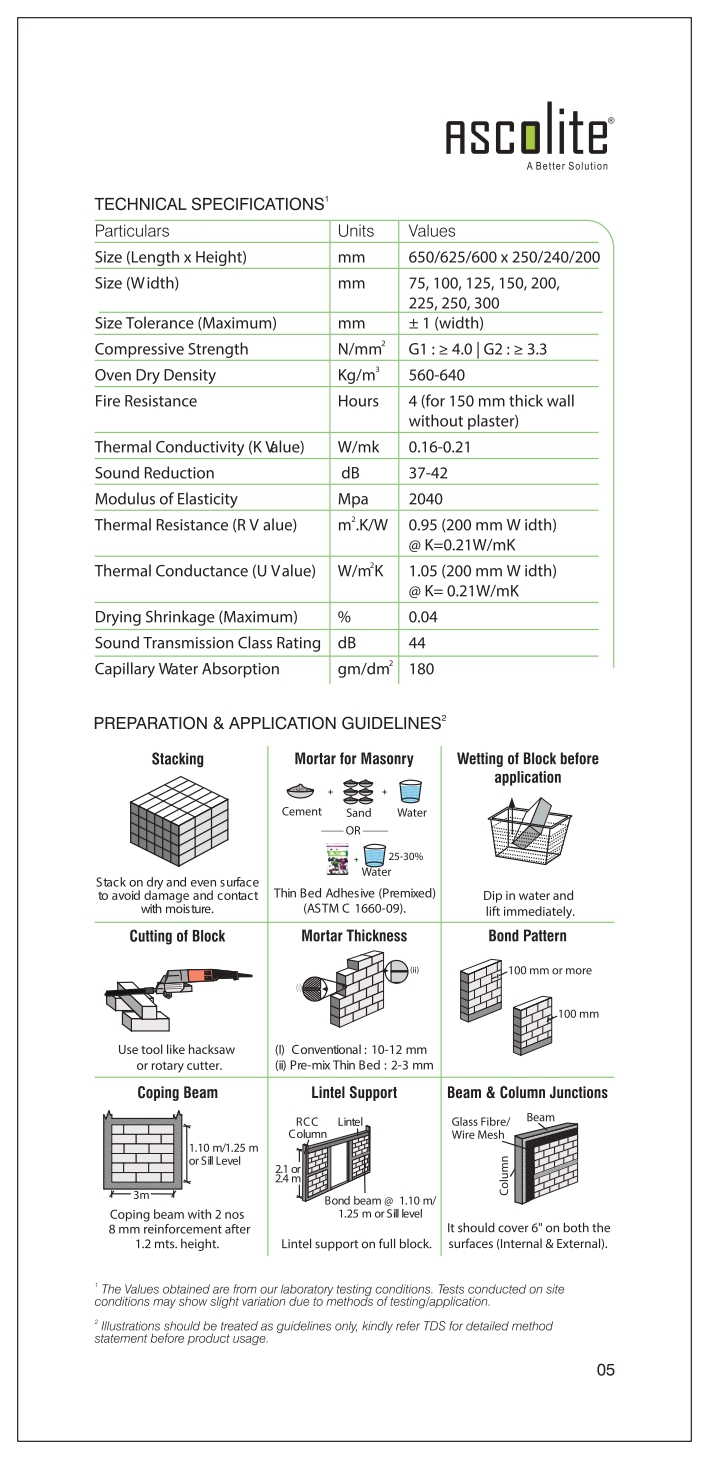 ASCOLITE®
A Better Solution
TECHNICAL SPECIFICATIONS1
Particulars Units Values
Size (Length x Height) mm 650/625/600 x 250/240/200
Size (Width) mm 75, 100, 125, 150, 200,
225, 250, 300
Size Tolerance (Maximum) mm ± 1 (width)
Compressive Strength N/mm2 G1 : ≥ 4.0 | G2 : ≥ 3.3
Oven Dry Density Kg/m3 560-640
Fire Resistance Hours 4 (for 150 mm thick wall
without plaster)
Thermal Conductivity (K Value) W/mk 0.16-0.21
Sound Reduction dB 37-42
Modulus of Elasticity Mpa 2040
Thermal Resistance (R Value) m2.K/W 0.95 (200 mm Width)
@ K=0.21W/mK
Thermal Conductance (U Value) W/m2K 1.05 (200 mm Width)
@ K= 0.21W/mK
Drying Shrinkage (Maximum) % 0.04
Sound Transmission Class Rating dB 44
Capillary Water Absorption gm/dm2 180
PREPARATION & APPLICATION GUIDELINES2
Stacking
Stack on dry and even surface
to avoid damage and contact
with moisture.
Mortar for Masonry
+ +
Cement Sand Water
OR
+ 25-30%
Water
Thin Bed Adhesive (Premixed)
(ASTM C 1660-09).
Wetting of Block before
application
Dip in water and
lift immediately.
Cutting of Block
Use tool like hacksaw
or rotary cutter.
Mortar Thickness
(ii)
(I) Conventional : 10-12 mm
(ii) Pre-mix Thin Bed : 2-3 mm
Bond Pattern
100 mm or more
100 mm
Coping Beam
1.10 m/1.25 m
or Sill Level
3m
Coping beam with 2 nos
8 mm reinforcement after
1.2 mts. height.
Lintel Support
RCC Lintel
Column
2.1 or
2.4 m
Bond beam @ 1.10 m/
1.25 m or Sill level
Lintel support on full block.
Beam & Column Junctions
Glass Fibre/ Beam
Wire Mesh
Column
It should cover 6" on both the
surfaces (Internal & External).
1 The Values obtained are from our laboratory testing conditions. Tests conducted on site
conditions may show slight variation due to methods of testing/application.
2 Illustrations should be treated as guidelines only, kindly refer TDS for detailed method
statement before product usage.
05